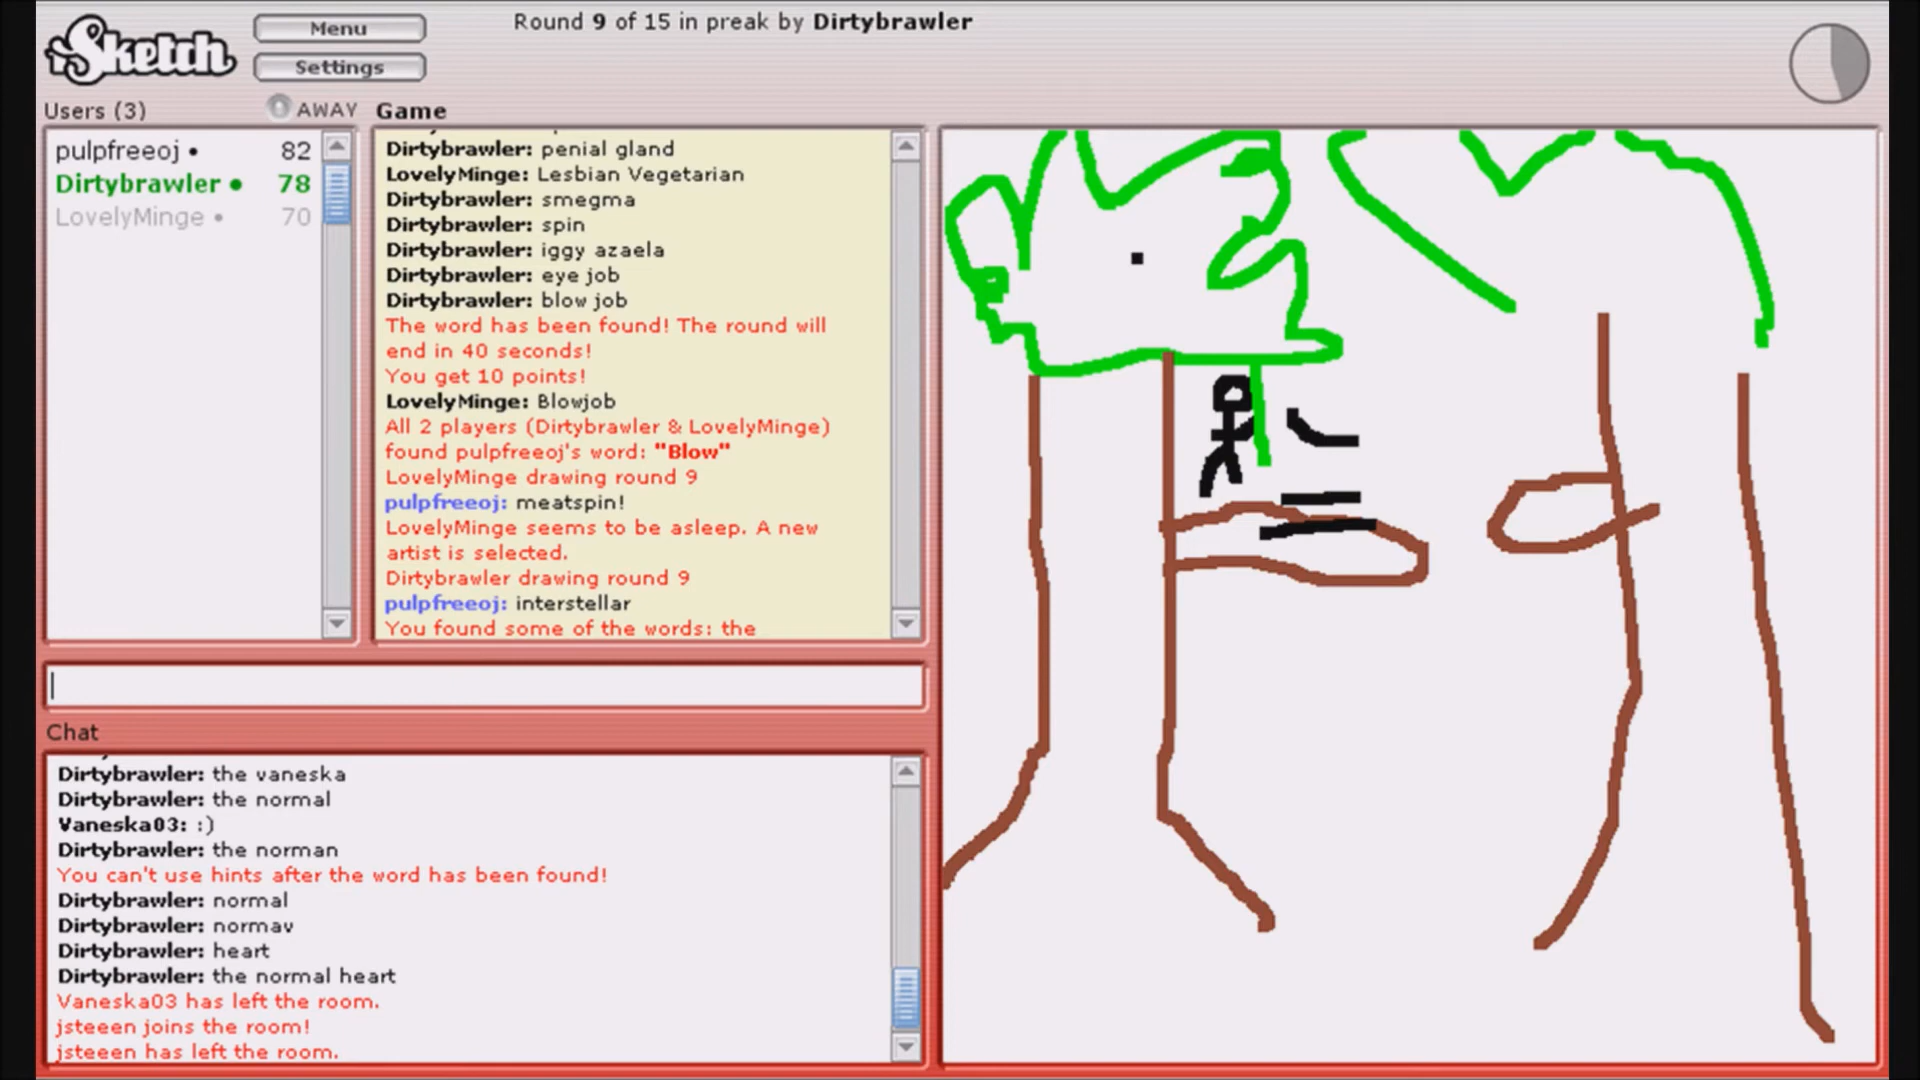 iSketch
Menu
Settings
Round 9 of 15 in preak by Dirtybrawler
Users (3)
AWAY
Game
pulpfreeoj • 82
Dirtybrawler • 78
LovelyMinge • 70
Dirtybrawler: penial gland
LovelyMinge: Lesbian Vegetarian
Dirtybrawler: smegma
Dirtybrawler: spin
Dirtybrawler: iggy azaela
Dirtybrawler: eye job
Dirtybrawler: blow job
The word has been found! The round will
end in 40 seconds!
You get 10 points!
LovelyMinge: Blowjob
All 2 players (Dirtybrawler & LovelyMinge)
found pulpfreeoj's word: "Blow"
LovelyMinge drawing round 9
pulpfreeoj: meatspin!
LovelyMinge seems to be asleep. A new
artist is selected.
Dirtybrawler drawing round 9
pulpfreeoj: interstellar
You found some of the words: the
Chat
Dirtybrawler: the vaneska
Dirtybrawler: the normal
Vaneska03: :)
Dirtybrawler: the norman
You can't use hints after the word has been found!
Dirtybrawler: normal
Dirtybrawler: normav
Dirtybrawler: heart
Dirtybrawler: the normal heart
Vaneska03 has left the room.
jsteeen joins the room!
jsteeen has left the room.